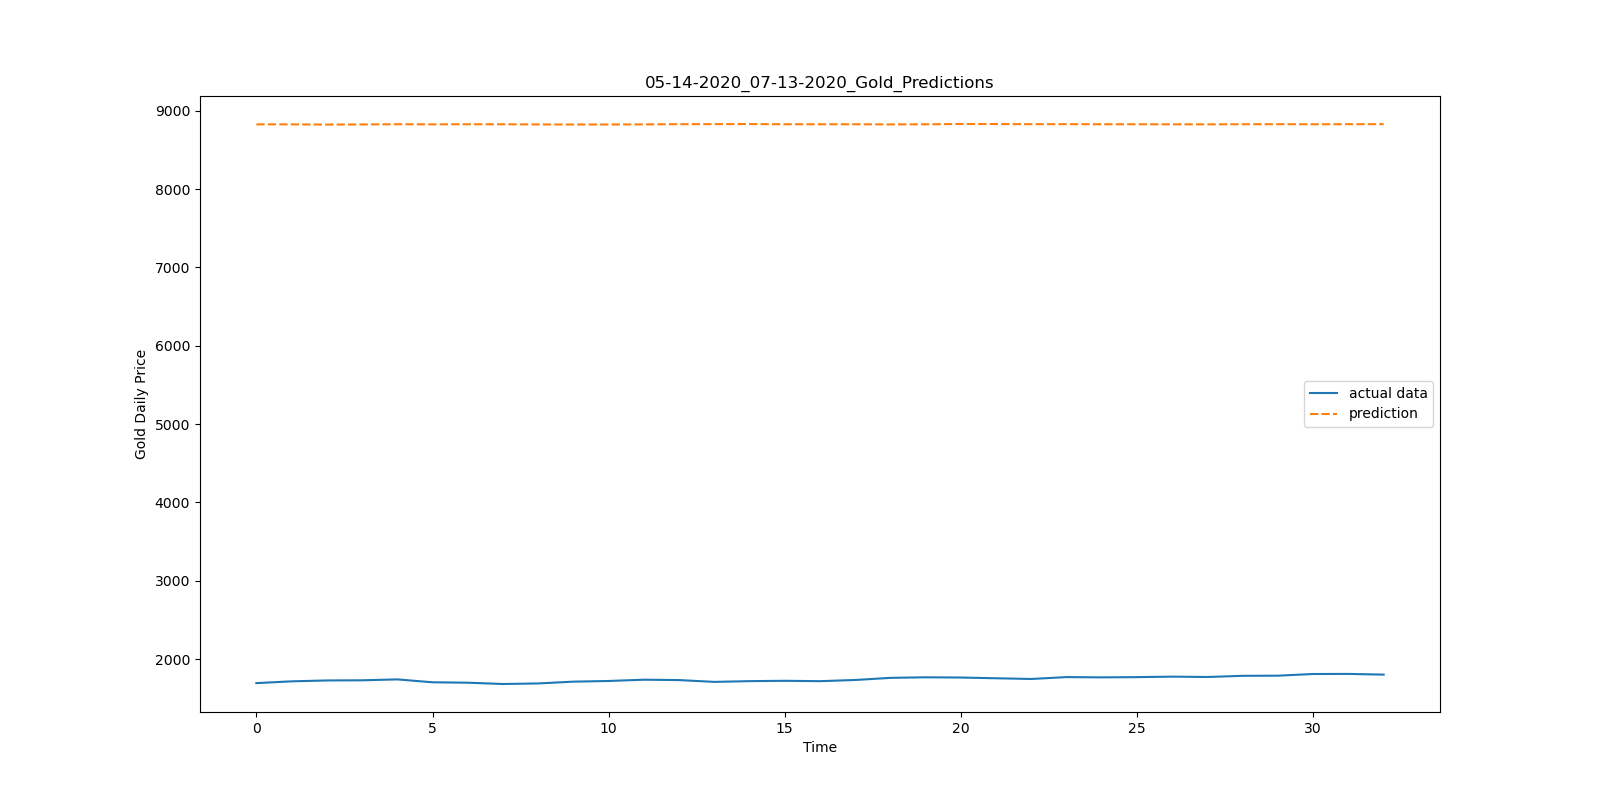 05-14-2020_07-13-2020_Gold_Predictions
9000
8000
7000
6000
5000
4000
3000
2000
Gold Daily Price
actual data
prediction
0 5 10 15 20 25 30
Time